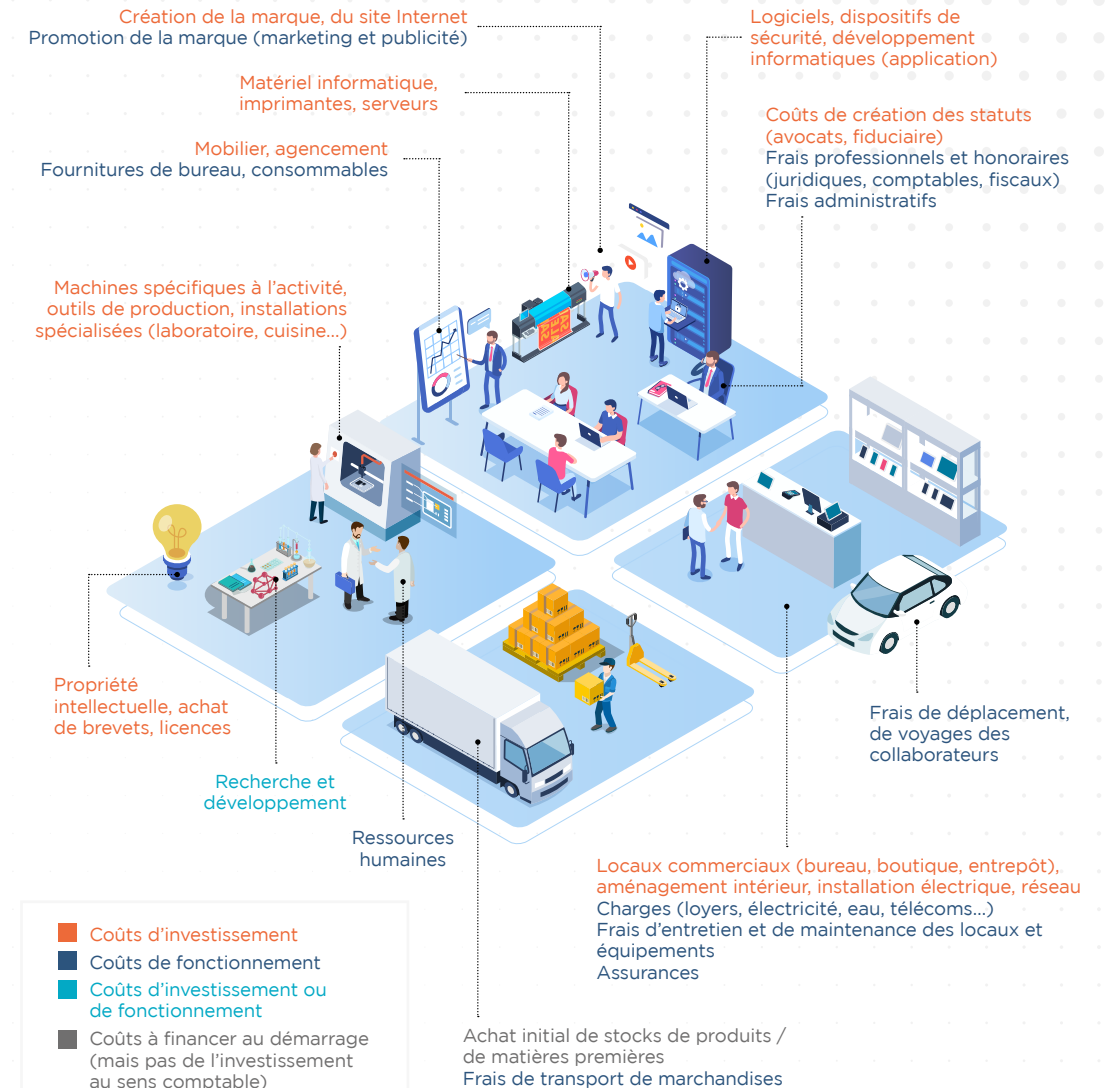 Création de la marque, du site Internet
Promotion de la marque (marketing et publicité)
Logiciels, dispositifs de
sécurité, développement
informatiques (application)
Matériel informatique,
imprimantes, serveurs
Coûts de création des statuts
(avocats, fiduciaire)
Frais professionnels et honoraires
(juridiques, comptables, fiscaux)
Frais administratifs
Mobilier, agencement
Fournitures de bureau, consommables
Machines spécifiques à l’activité,
outils de production, installations
spécialisées (laboratoire, cuisine...)
Propriété
intellectuelle, achat
de brevets, licences
Recherche et
développement
Ressources
humaines
Frais de déplacement,
de voyages des
collaborateurs
Locaux commerciaux (bureau, boutique, entrepôt),
aménagement intérieur, installation électrique, réseau
Charges (loyers, électricité, eau, télécoms...)
Frais d’entretien et de maintenance des locaux et
équipements
Assurances
Achat initial de stocks de produits /
de matières premières
Frais de transport de marchandises
Coûts d’investissement
Coûts de fonctionnement
Coûts d’investissement ou
de fonctionnement
Coûts à financer au démarrage
(mais pas de l’investissement
au sens comptable)